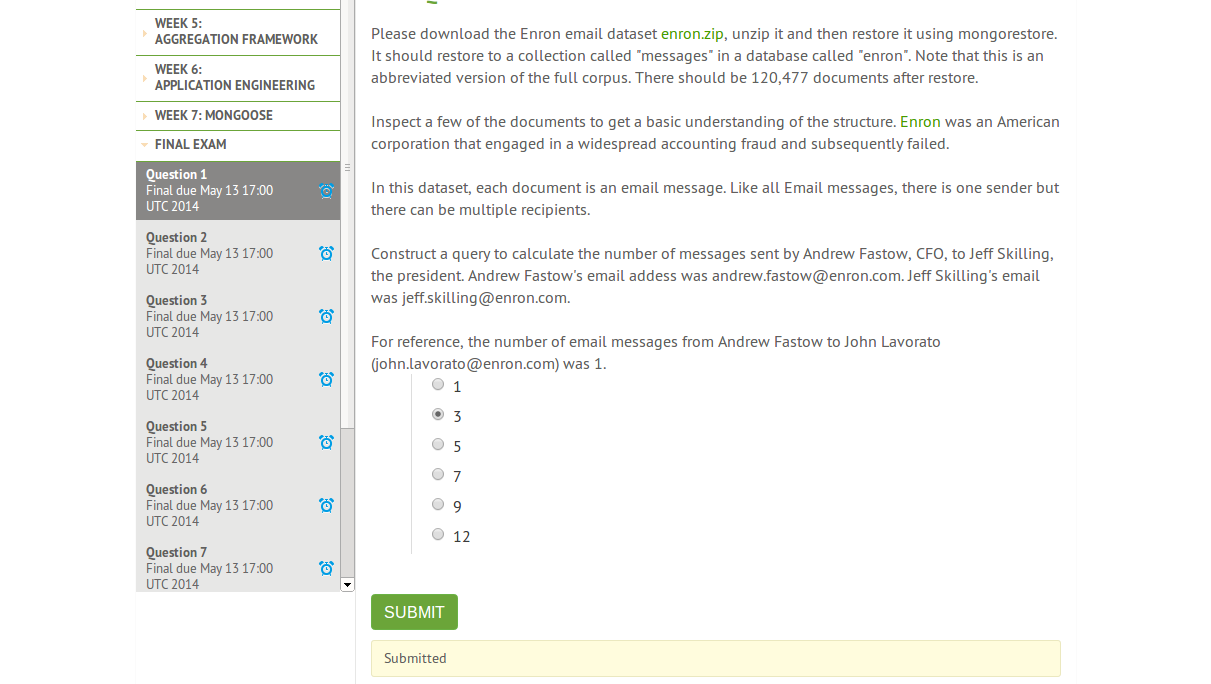 WEEK 5:
AGGREGATION FRAMEWORK
WEEK 6:
APPLICATION ENGINEERING
WEEK 7: MONGOOSE
FINAL EXAM
Question 1
Final due May 13 17:00
UTC 2014
Question 2
Final due May 13 17:00
UTC 2014
Question 3
Final due May 13 17:00
UTC 2014
Question 4
Final due May 13 17:00
UTC 2014
Question 5
Final due May 13 17:00
UTC 2014
Question 6
Final due May 13 17:00
UTC 2014
Question 7
Final due May 13 17:00
UTC 2014
Please download the Enron email dataset enron.zip, unzip it and then restore it using mongorestore.
It should restore to a collection called "messages" in a database called "enron". Note that this is an
abbreviated version of the full corpus. There should be 120,477 documents after restore.
Inspect a few of the documents to get a basic understanding of the structure. Enron was an American
corporation that engaged in a widespread accounting fraud and subsequently failed.
In this dataset, each document is an email message. Like all Email messages, there is one sender but
there can be multiple recipients.
Construct a query to calculate the number of messages sent by Andrew Fastow, CFO, to Jeff Skilling,
the president. Andrew Fastow's email addess was andrew.fastow@enron.com. Jeff Skilling's email
was jeff.skilling@enron.com.
For reference, the number of email messages from Andrew Fastow to John Lavorato
(john.lavorato@enron.com) was 1.
1
3
5
7
9
12
SUBMIT
Submitted